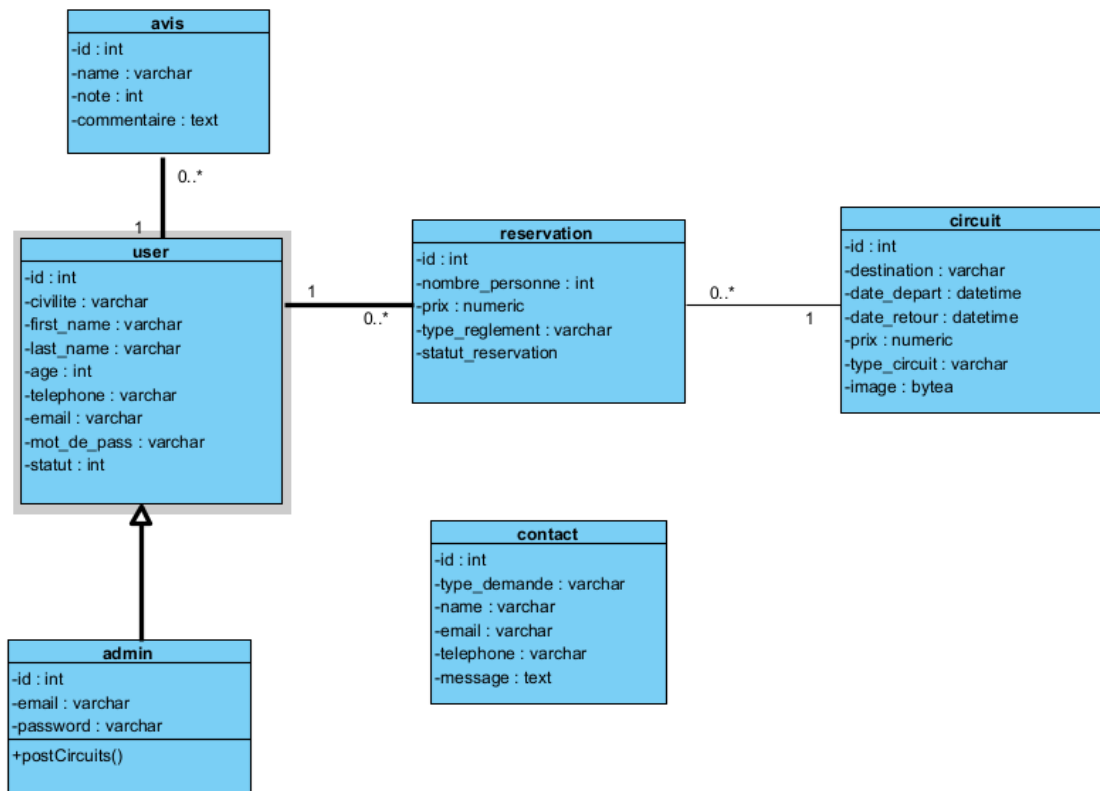 avis
-id : int
-name : varchar
-note : int
-commentaire : text
0..*
1
user
-id : int
-civilite : varchar
-first_name : varchar
-last_name : varchar
-age : int
-telephone : varchar
-email : varchar
-mot_de_pass : varchar
-statut : int
1
0..*
reservation
-id : int
-nombre_personne : int
-prix : numeric
-type_reglement : varchar
-statut_reservation
0..*
1
circuit
-id : int
-destination : varchar
-date_depart : datetime
-date_retour : datetime
-prix : numeric
-type_circuit : varchar
-image : bytea
contact
-id : int
-type_demande : varchar
-name : varchar
-email : varchar
-telephone : varchar
-message : text
admin
-id : int
-email : varchar
-password : varchar
+postCircuits()